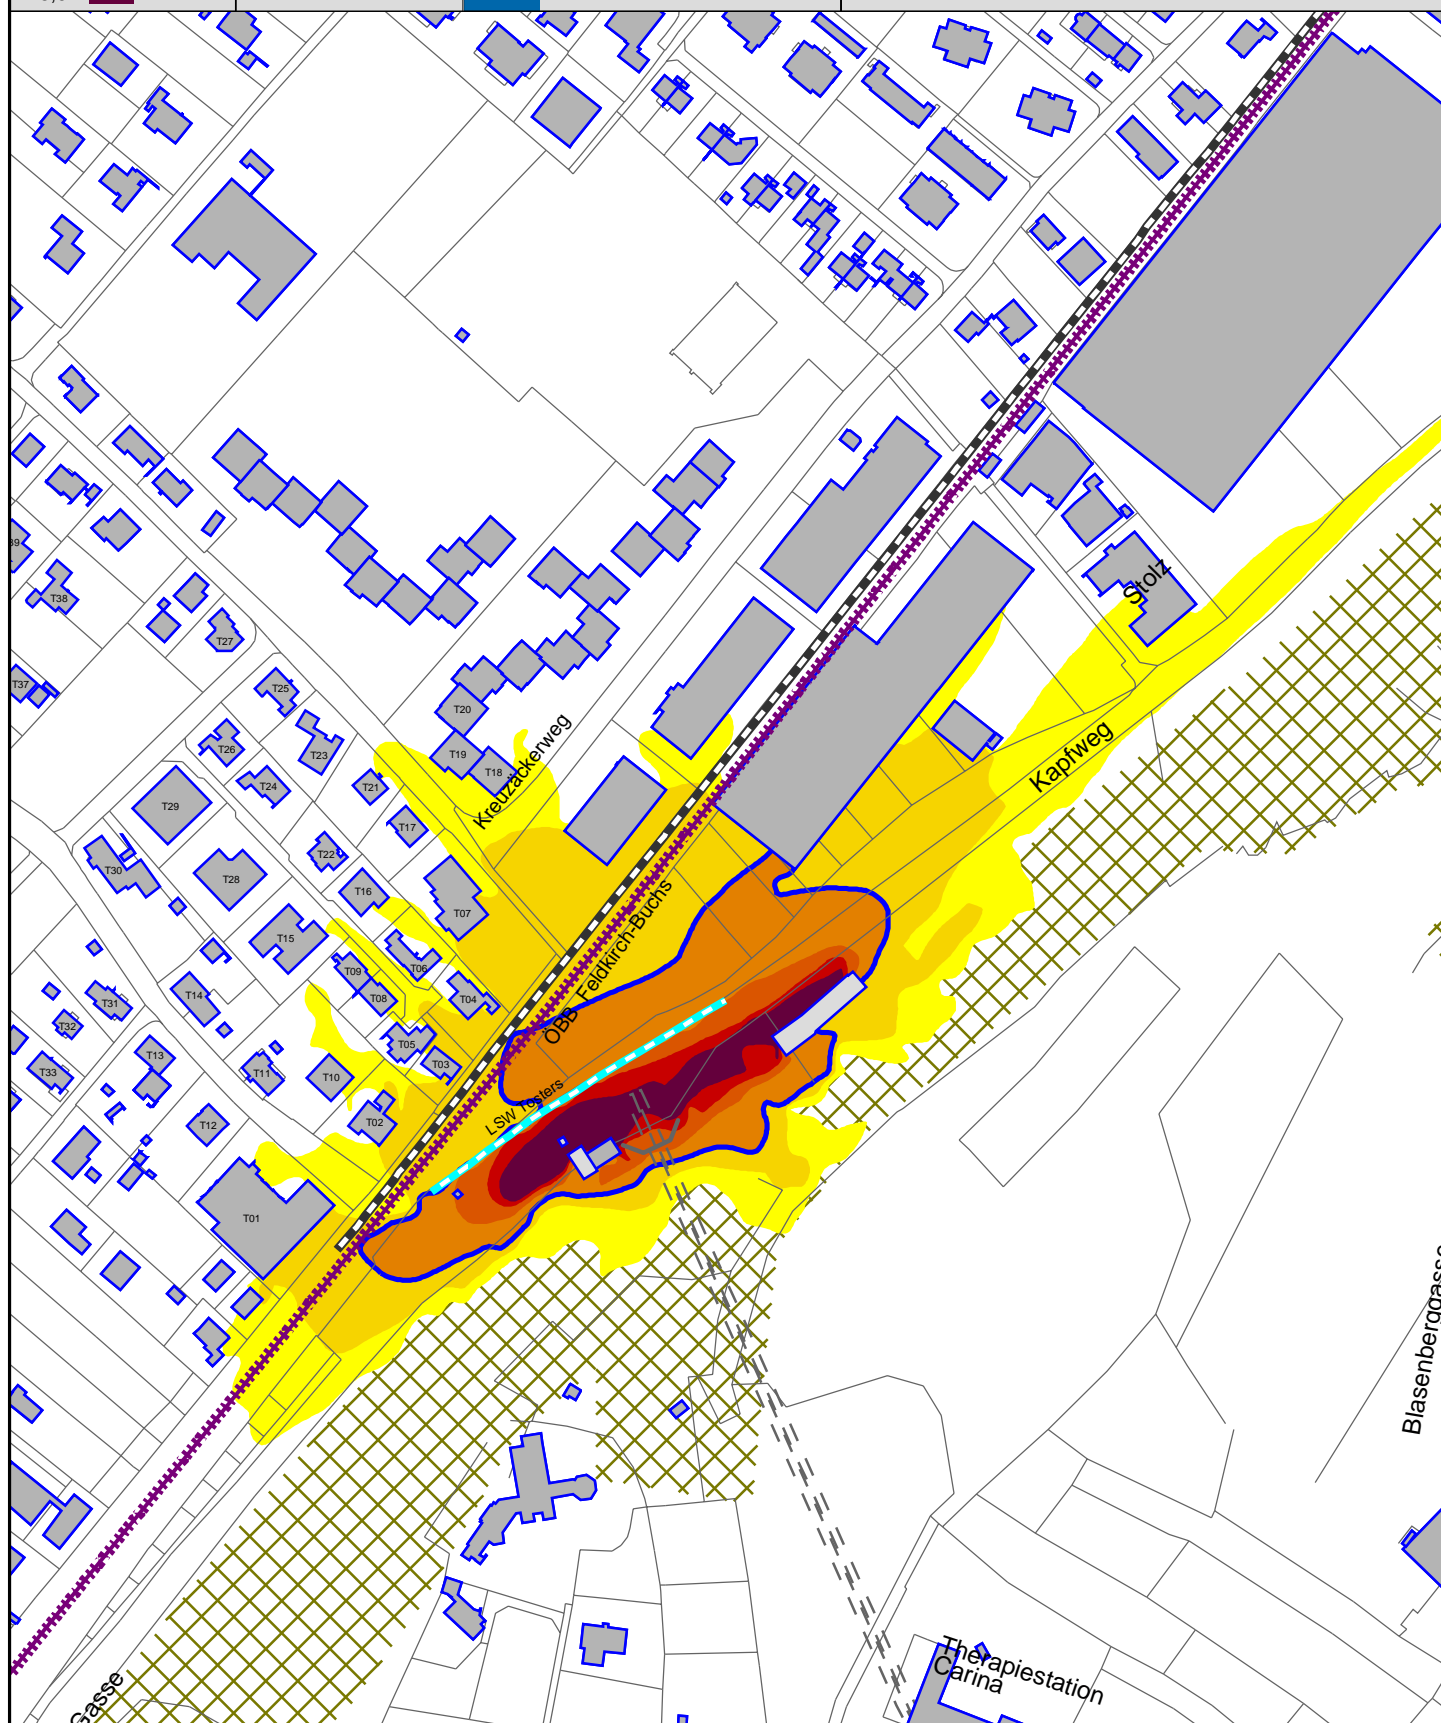 Stolz
39
T38
T27
T37
T25
T20
T26
T23
T19
T18
Kreuzäckerweg
Kapfweg
T24
T21
T29
T17
T22
T30
T28
T16
T07
ÖBB Feldkirch-Buchs
T15
T09
T06
T08
T04
T14
T31
T32
T05
T03
T13
T33
T11
T10
LSW Tosters
T12
T02
T01
Blasenberggasse
Therapiestation
Carina
Gasse